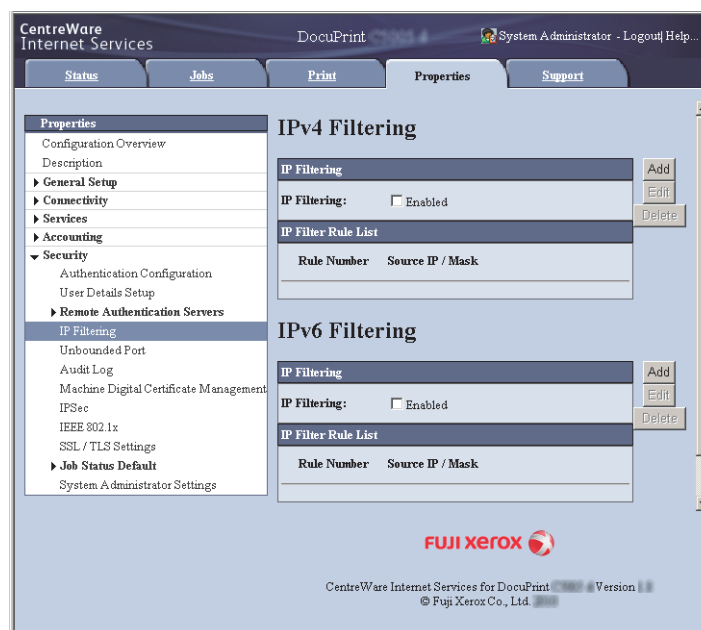 CentreWare
Internet Services
DocuPrint
System Administrator - Logout| Help...
Status
Jobs
Print
Properties
Support
Properties
Configuration Overview
Description
General Setup
Connectivity
Services
Accounting
Security
Authentication Configuration
User Details Setup
Remote Authentication Servers
IP Filtering
Unbounded Port
Audit Log
Machine Digital Certificate Management
IPSec
IEEE 802.1x
SSL / TLS Settings
Job Status Default
System Administrator Settings
IPv4 Filtering
IP Filtering
IP Filtering: Enabled
IP Filter Rule List
Rule Number Source IP / Mask
Add
Edit
Delete
IPv6 Filtering
IP Filtering
IP Filtering: Enabled
IP Filter Rule List
Rule Number Source IP / Mask
Add
Edit
Delete
FUJI xerox
CentreWare Internet Services for DocuPrint Version
© Fuji Xerox Co., Ltd.